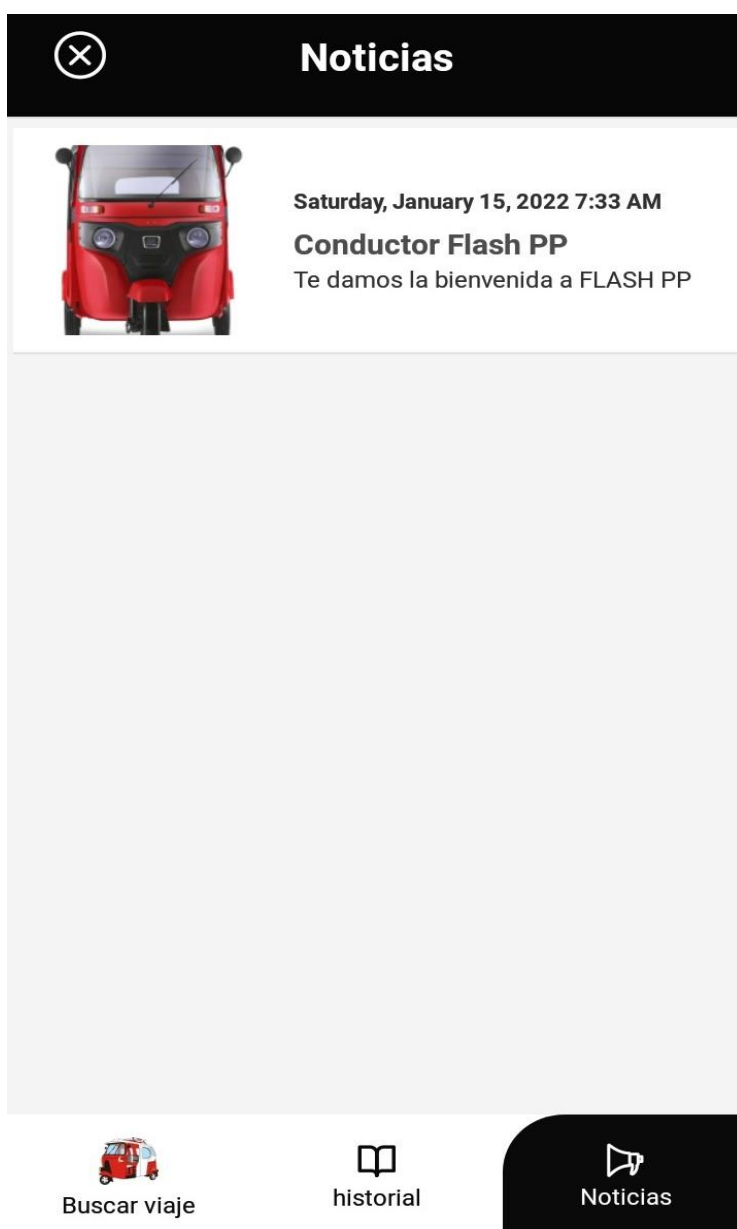 Noticias
Saturday, January 15, 2022 7:33 AM
Conductor Flash PP
Te damos la bienvenida a FLASH PP
Buscar viaje
historial
Noticias